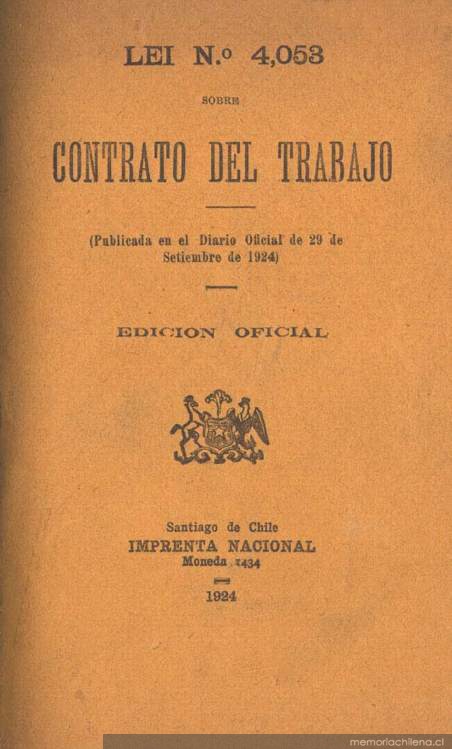 LEI N.º 4,053
SOBRE
CONTRATO DEL TRABAJO
(Publicada en el Diario Oficial de 29 de
Setiembre de 1924)
EDICION OFICIAL
Santiago de Chile
IMPRENTA NACIONAL
Moneda 1434
1924
memoriachilena.cl